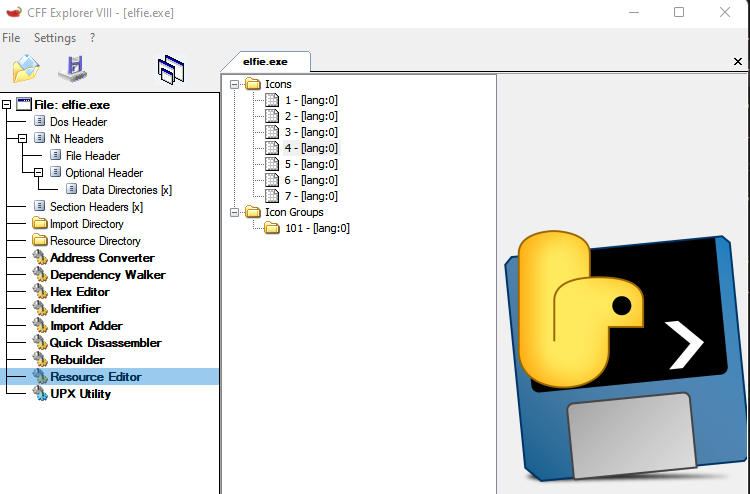 CFF Explorer VIII - [elfie.exe]
File Settings ?
elfie.exe
File: elfie.exe
Dos Header
Nt Headers
File Header
Optional Header
Data Directories [x]
Section Headers [x]
Import Directory
Resource Directory
Address Converter
Dependency Walker
Hex Editor
Identifier
Import Adder
Quick Disassembler
Rebuilder
Resource Editor
UPX Utility
Icons
1 - [lang:0]
2 - [lang:0]
3 - [lang:0]
4 - [lang:0]
5 - [lang:0]
6 - [lang:0]
7 - [lang:0]
Icon Groups
101 - [lang:0]